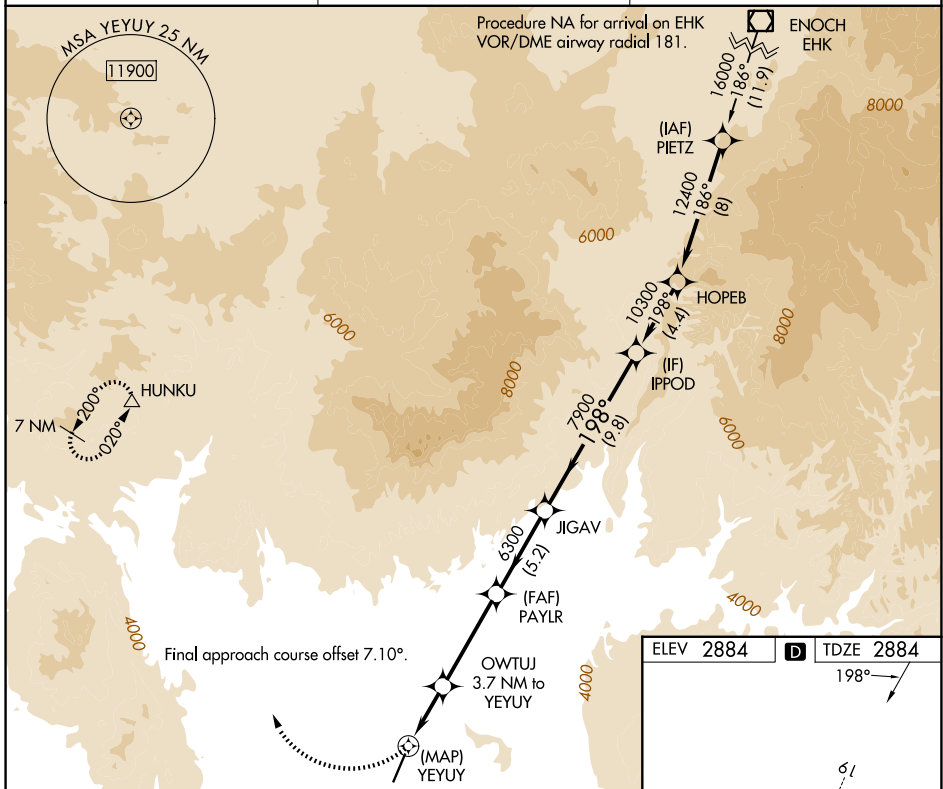 MSA YEYUY 25 NM
11900
Procedure NA for arrival on EHK
VOR/DME airway radial 181.
ENOCH
EHK
16000
186°
(11.9)
8000
(IAF)
PIETZ
12400
186°
(8)
6000
HOPEB
10300
198°
(4.4)
6000
8000
(IF)
IPPOD
8000
HUNKU
200°
020°
7 NM
7900
198°
(9.8)
6000
JIGAV
6300
(5.2)
(FAF)
PAYLR
4000
4000
Final approach course offset 7.10°.
OWTUJ
3.7 NM to
YEYUY
4000
(MAP)
YEYUY
ELEV 2884
D
TDZE 2884
198°
19